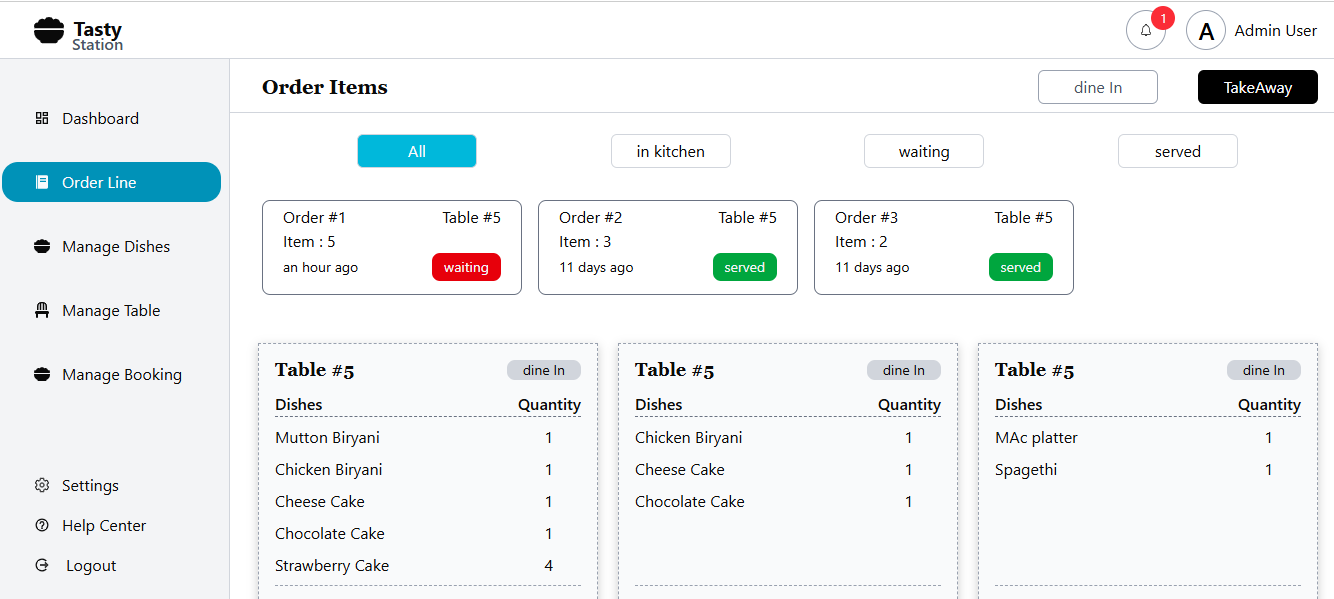 Tasty
Station
1
A Admin User
Dashboard
Order Line
Manage Dishes
Manage Table
Manage Booking
Settings
Help Center
Logout
Order Items dine In TakeAway
All in kitchen waiting served
Order #1 Table #5
Item : 5
an hour ago waiting
Order #2 Table #5
Item : 3
11 days ago served
Order #3 Table #5
Item : 2
11 days ago served
Table #5 dine In
Dishes Quantity
Mutton Biryani 1
Chicken Biryani 1
Cheese Cake 1
Chocolate Cake 1
Strawberry Cake 4
Table #5 dine In
Dishes Quantity
Chicken Biryani 1
Cheese Cake 1
Chocolate Cake 1
Table #5 dine In
Dishes Quantity
MAc platter 1
Spagethi 1